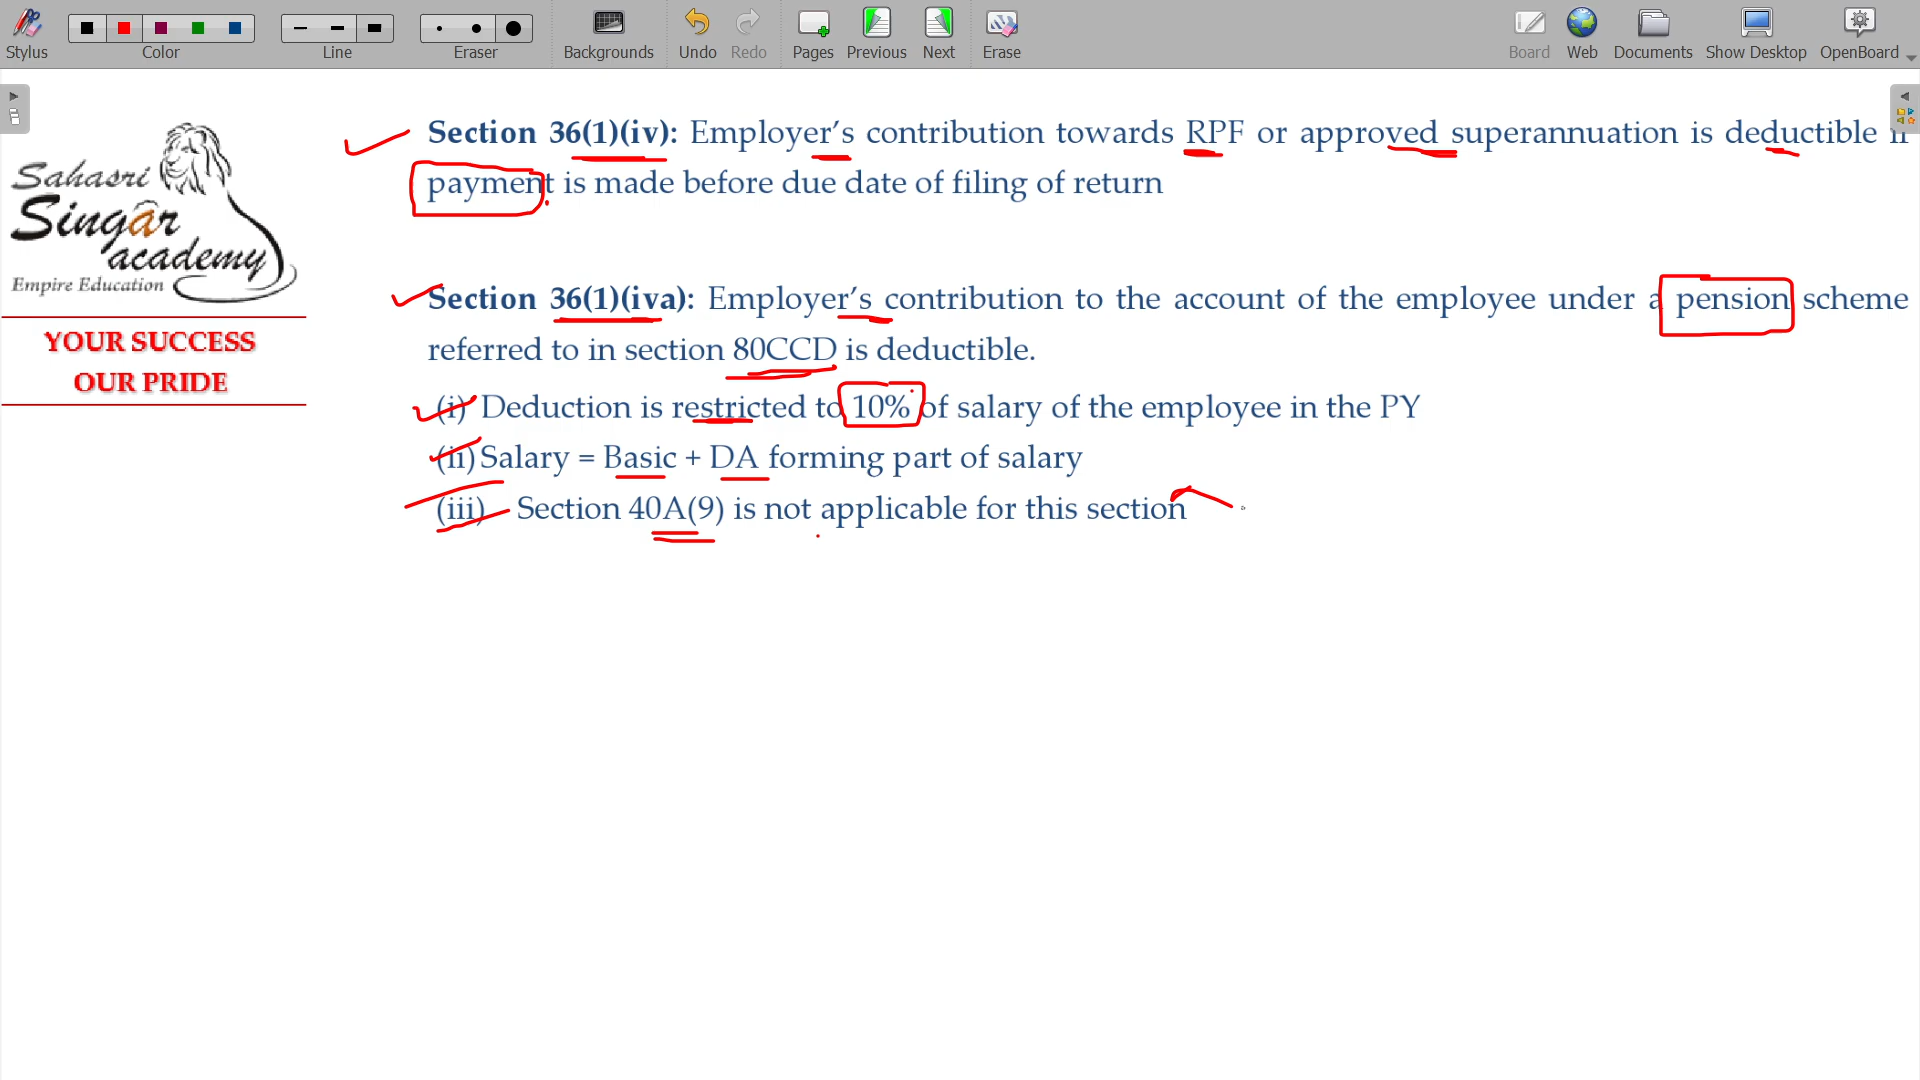 Stylus
Color
Line
Eraser
Backgrounds
Undo
Redo
Pages
Previous
Next
Erase
Board
Web
Documents
Show Desktop
OpenBoard
Sahasri
Singar
academy
Empire Education
YOUR SUCCESS
OUR PRIDE
Section 36(1)(iv): Employer's contribution towards RPF or approved superannuation is deductible
payment is made before due date of filing of return
Section 36(1)(iva): Employer's contribution to the account of the employee under a pension scheme
referred to in section 80CCD is deductible.
(i) Deduction is restricted to 10% of salary of the employee in the PY
(ii) Salary = Basic + DA forming part of salary
(iii) Section 40A(9) is not applicable for this section